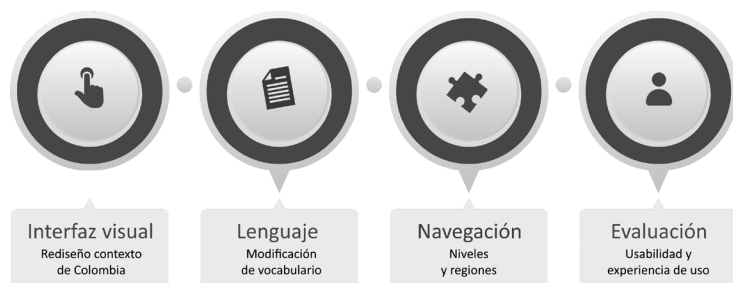 Interfaz visual
Rediseño contexto
de Colombia
Lenguaje
Modificación
de vocabulario
Navegación
Niveles
y regiones
Evaluación
Usabilidad y
experiencia de uso